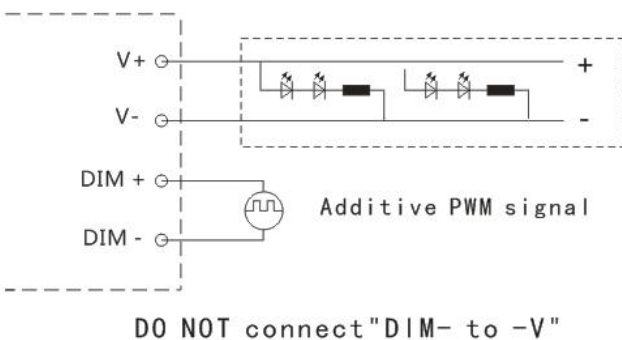 V+
+
V-
-
DIM +
Additive PWM signal
DIM -
DO NOT connect"DIM- to -V"